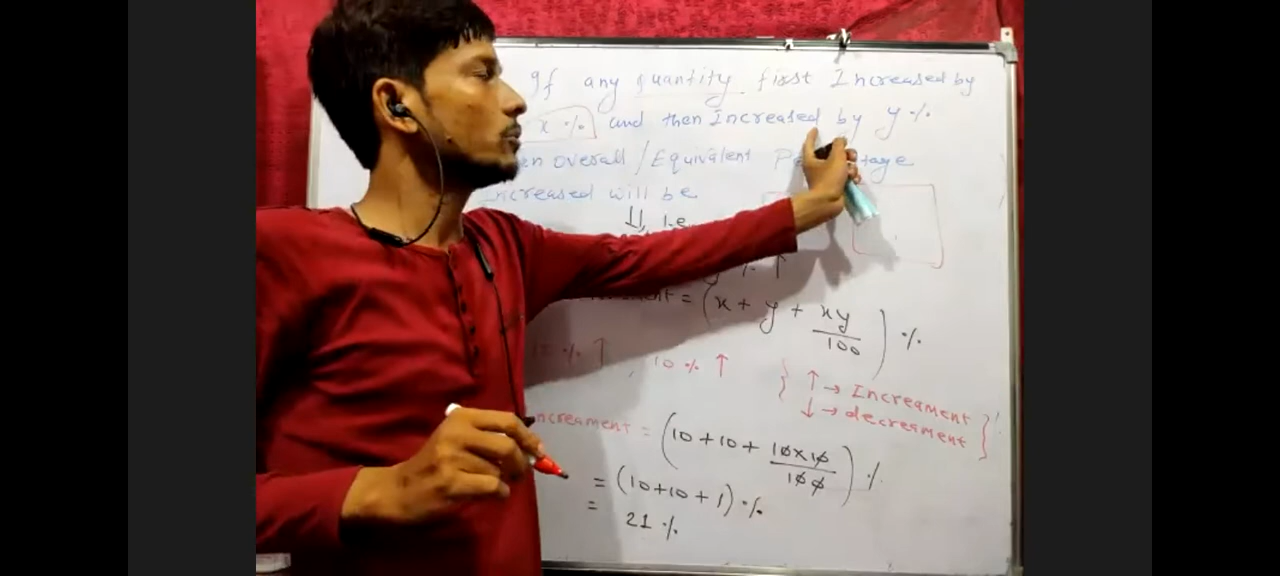 If any quantity first Increased by
x % and then Increased by y %
overall / Equivalent
Increased will be
⇓ i.e
% ↑
= (x + y + xy/100) %
% ↑ , 10 % ↑
{ ↑ → Increament
↓ → decreament }
Increament = (10 + 10 + 10×10/100) %
= (10+10+1) %
= 21 %